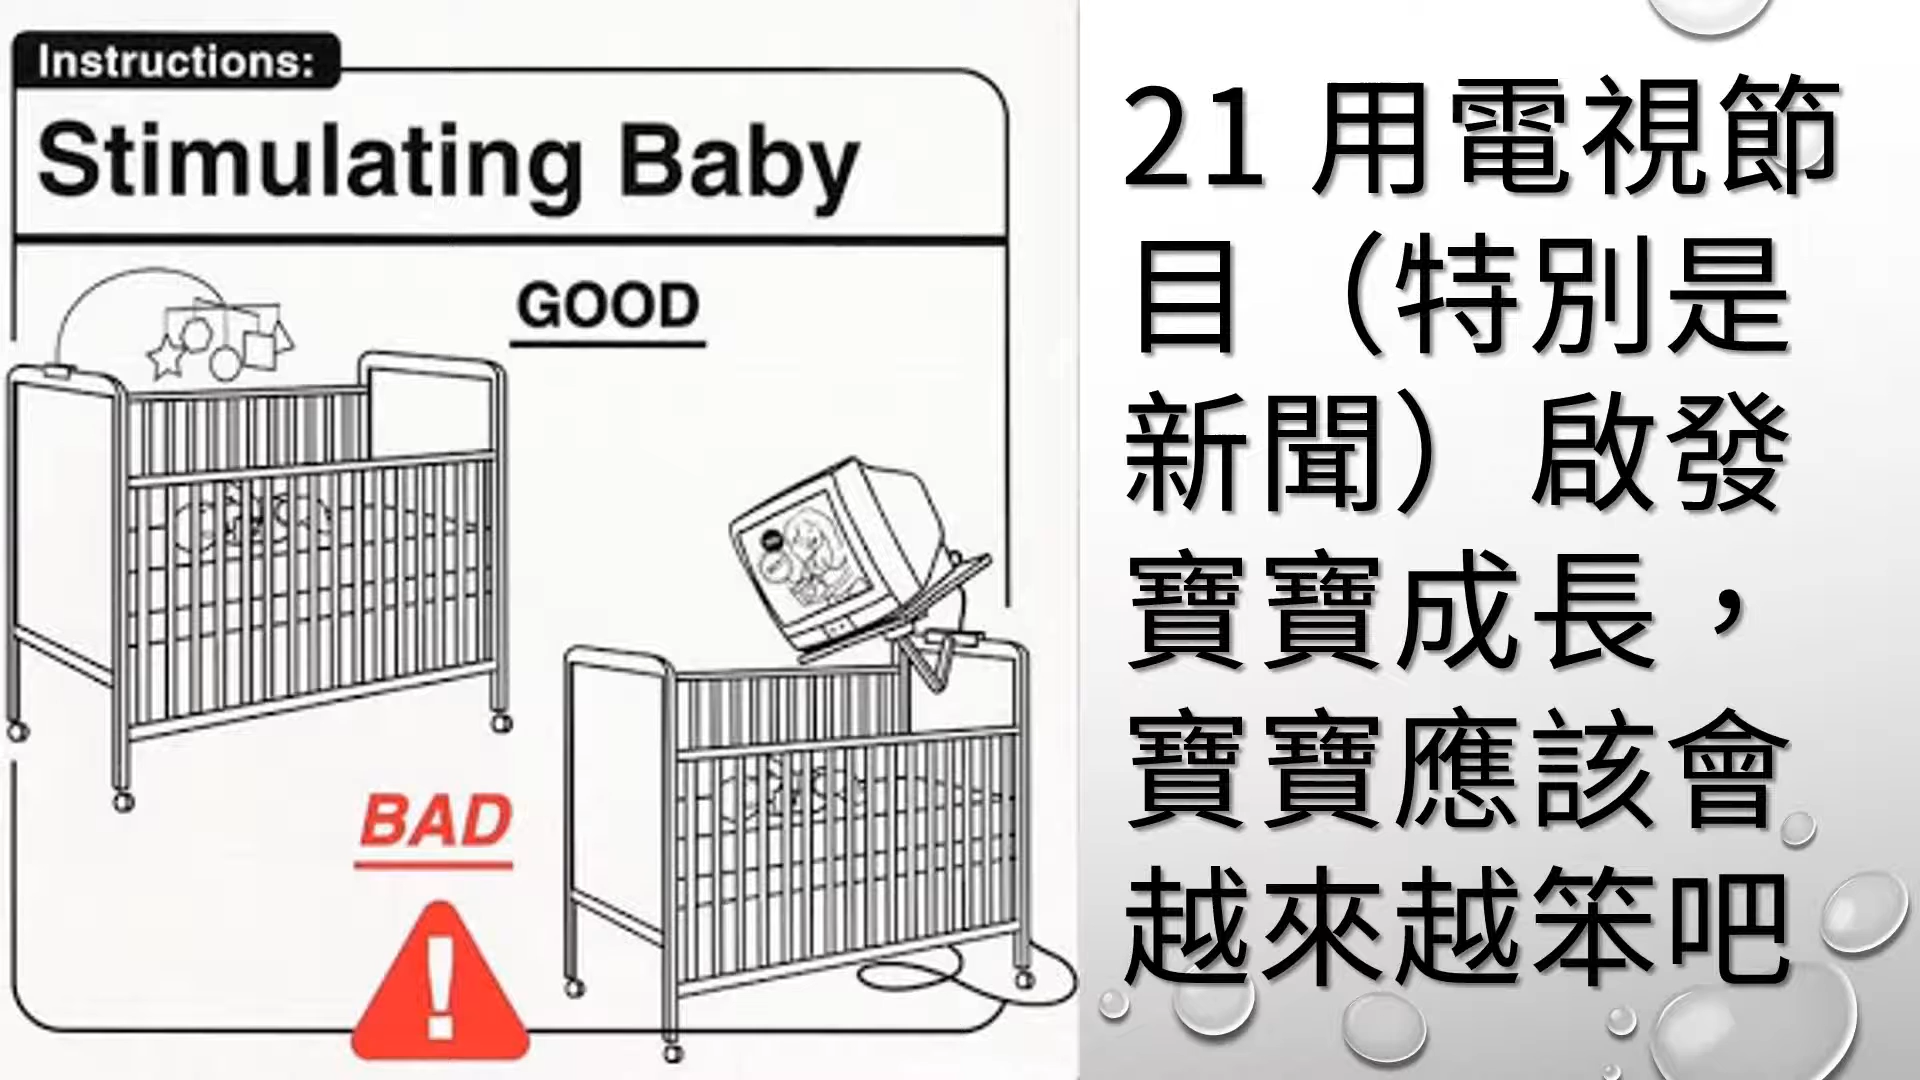 Instructions:
Stimulating Baby
GOOD
BAD
!
21 用電視節
目（特別是
新聞）啟發
寶寶成長，
寶寶應該會
越來越笨吧